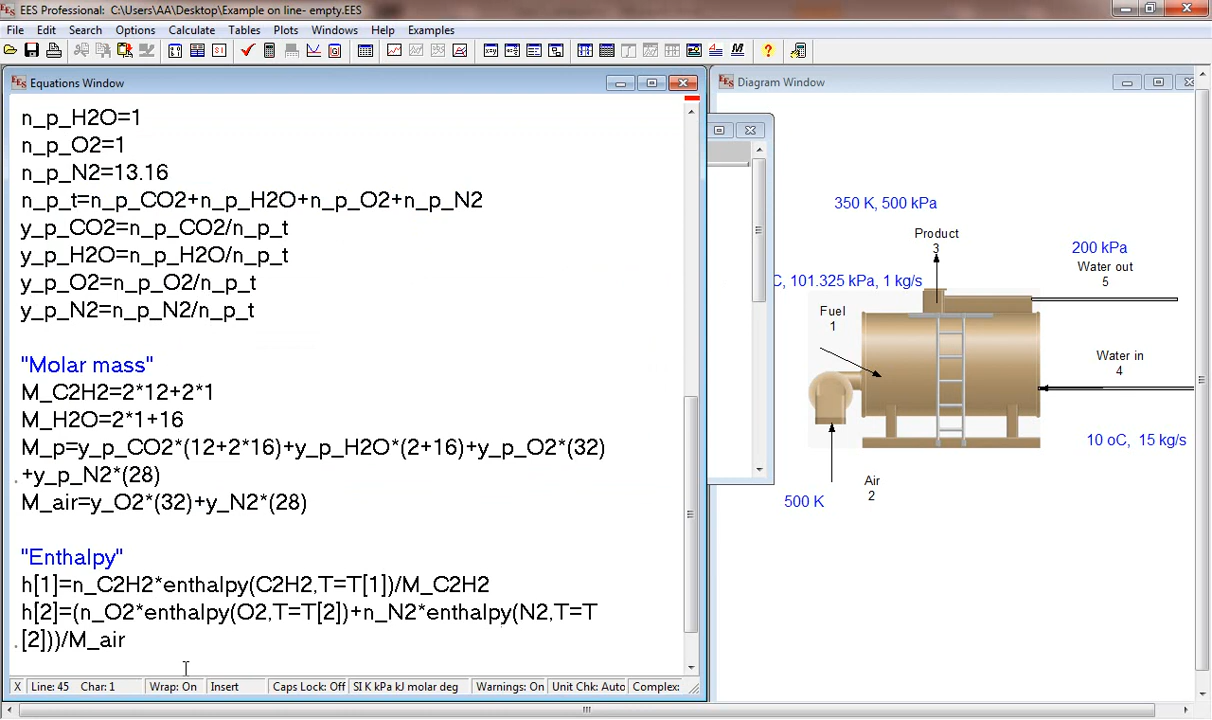 EES Professional: C:\Users\AA\Desktop\Example on line- empty.EES
File Edit Search Options Calculate Tables Plots Windows Help Examples
Equations Window
n_p_H2O=1
n_p_O2=1
n_p_N2=13.16
n_p_t=n_p_CO2+n_p_H2O+n_p_O2+n_p_N2
y_p_CO2=n_p_CO2/n_p_t
y_p_H2O=n_p_H2O/n_p_t
y_p_O2=n_p_O2/n_p_t
y_p_N2=n_p_N2/n_p_t
"Molar mass"
M_C2H2=2*12+2*1
M_H2O=2*1+16
M_p=y_p_CO2*(12+2*16)+y_p_H2O*(2+16)+y_p_O2*(32)
+y_p_N2*(28)
M_air=y_O2*(32)+y_N2*(28)
"Enthalpy"
h[1]=n_C2H2*enthalpy(C2H2,T=T[1])/M_C2H2
h[2]=(n_O2*enthalpy(O2,T=T[2])+n_N2*enthalpy(N2,T=T
[2]))/M_air
X Line: 45 Char: 1 Wrap: On Insert Caps Lock: Off SI K kPa kJ molar deg Warnings: On Unit Chk: Auto Complex:
Diagram Window
350 K, 500 kPa
Product
3
200 kPa
Water out
5
C, 101.325 kPa, 1 kg/s
Fuel
1
Water in
4
10 oC, 15 kg/s
Air
2
500 K